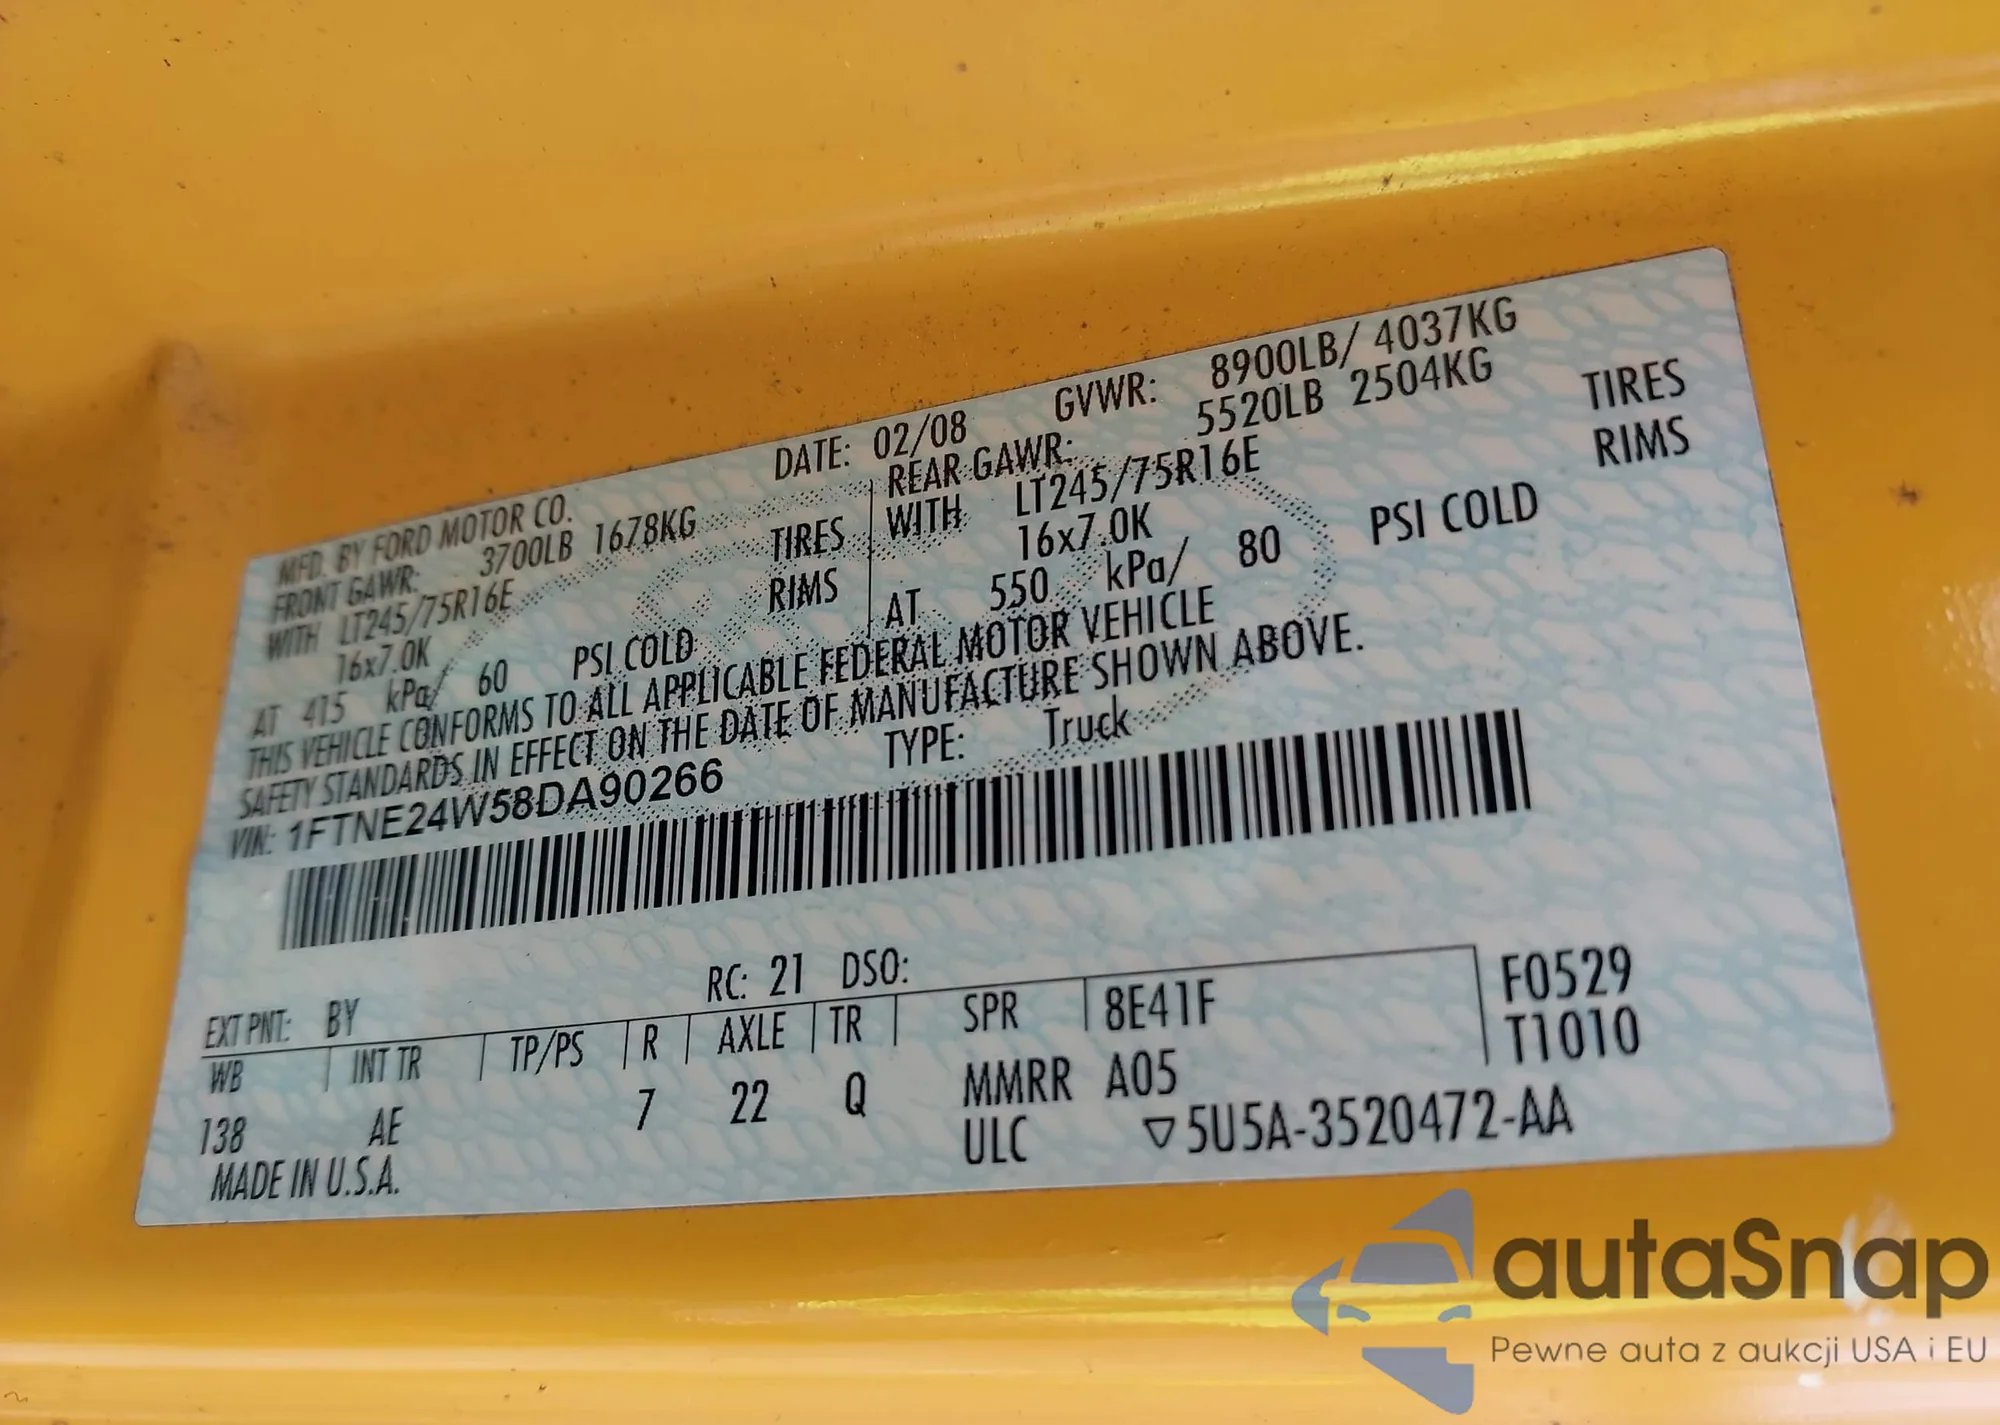 MFD. BY FORD MOTOR CO. DATE: 02/08 GVWR: 8900LB/ 4037KG
FRONT GAWR: 3700LB 1678KG REAR GAWR: 5520LB 2504KG
WITH LT245/75R16E TIRES WITH LT245/75R16E TIRES
16x7.0K RIMS 16x7.0K RIMS
AT 415 kPa/ 60 PSI COLD AT 550 kPa/ 80 PSI COLD
THIS VEHICLE CONFORMS TO ALL APPLICABLE FEDERAL MOTOR VEHICLE
SAFETY STANDARDS IN EFFECT ON THE DATE OF MANUFACTURE SHOWN ABOVE.
VIN: 1FTNE24W58DA90266 TYPE: Truck
EXT PNT: BY RC: 21 DSO: F0529
WB INT TR TP/PS R AXLE TR SPR 8E41F T1010
138 AE 7 22 Q MMRR A05
MADE IN U.S.A. ULC ▽5U5A-3520472-AA
autaSnap
Pewne auta z aukcji USA i EU